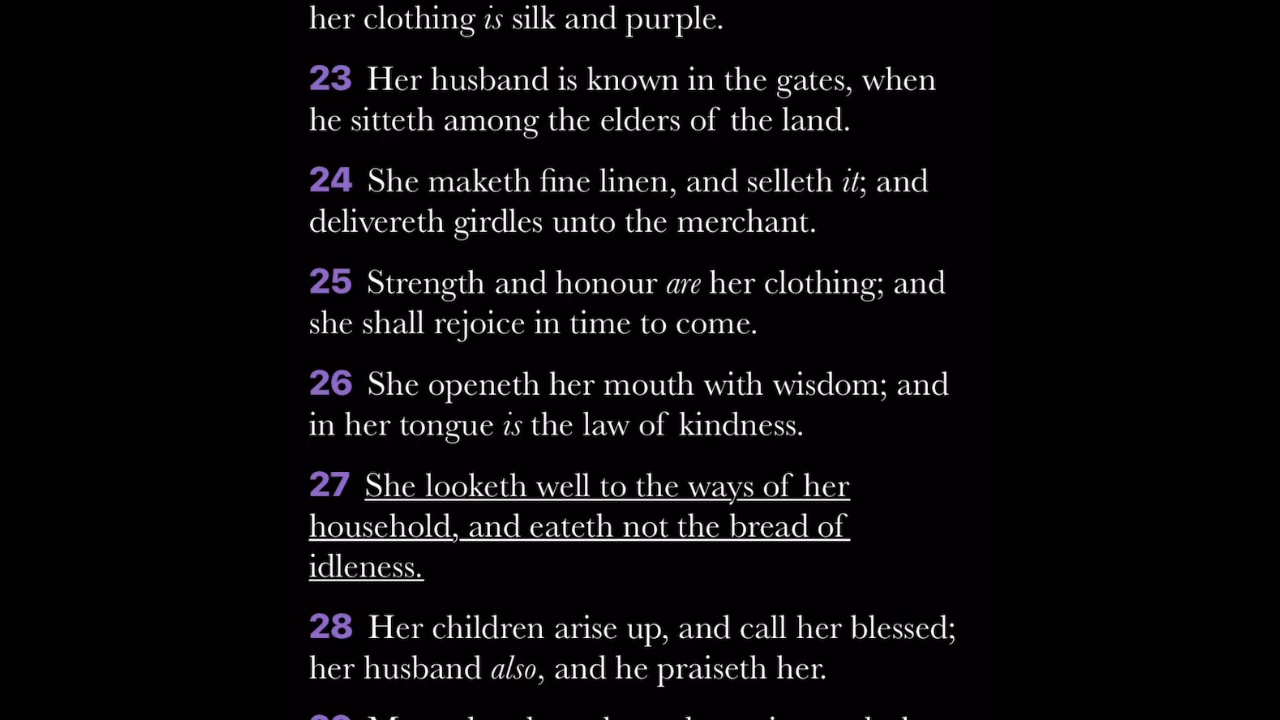 her clothing is silk and purple.
23 Her husband is known in the gates, when
he sitteth among the elders of the land.
24 She maketh fine linen, and selleth it; and
delivereth girdles unto the merchant.
25 Strength and honour are her clothing; and
she shall rejoice in time to come.
26 She openeth her mouth with wisdom; and
in her tongue is the law of kindness.
27 She looketh well to the ways of her
household, and eateth not the bread of
idleness.
28 Her children arise up, and call her blessed;
her husband also, and he praiseth her.